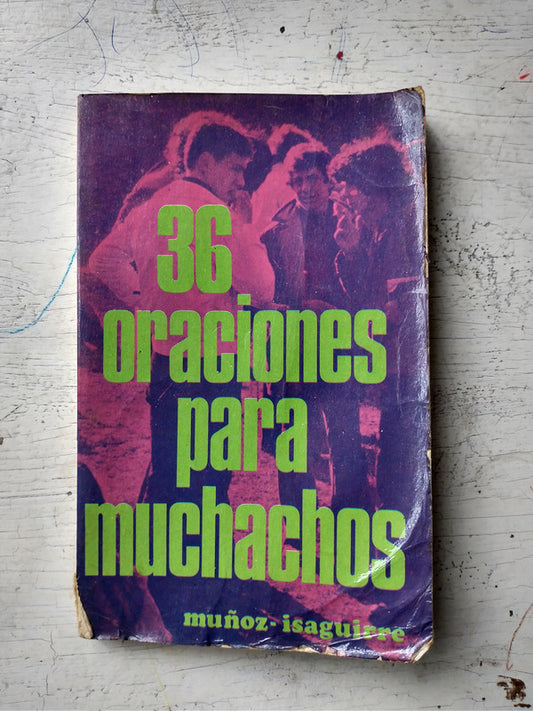 36
oraciones
para
muchachos
muñoz-isaguirre